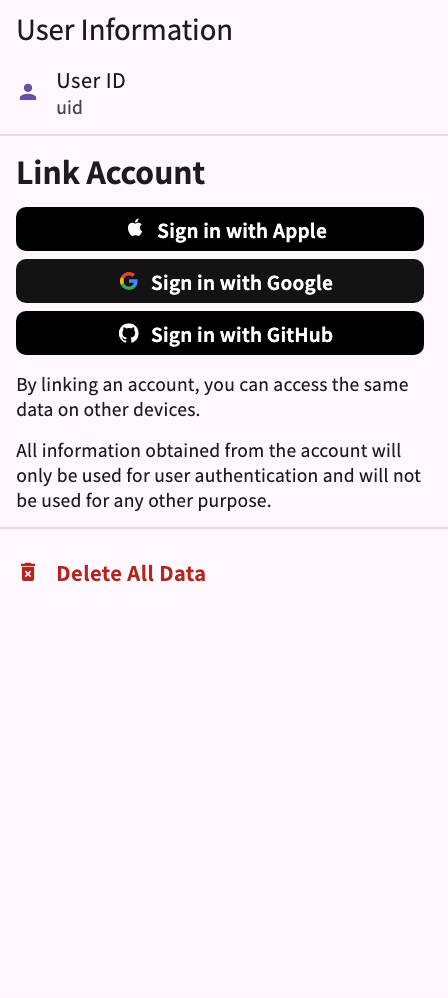 User Information
User ID
uid
Link Account
Sign in with Apple
Sign in with Google
Sign in with GitHub
By linking an account, you can access the same
data on other devices.
All information obtained from the account will
only be used for user authentication and will not
be used for any other purpose.
Delete All Data